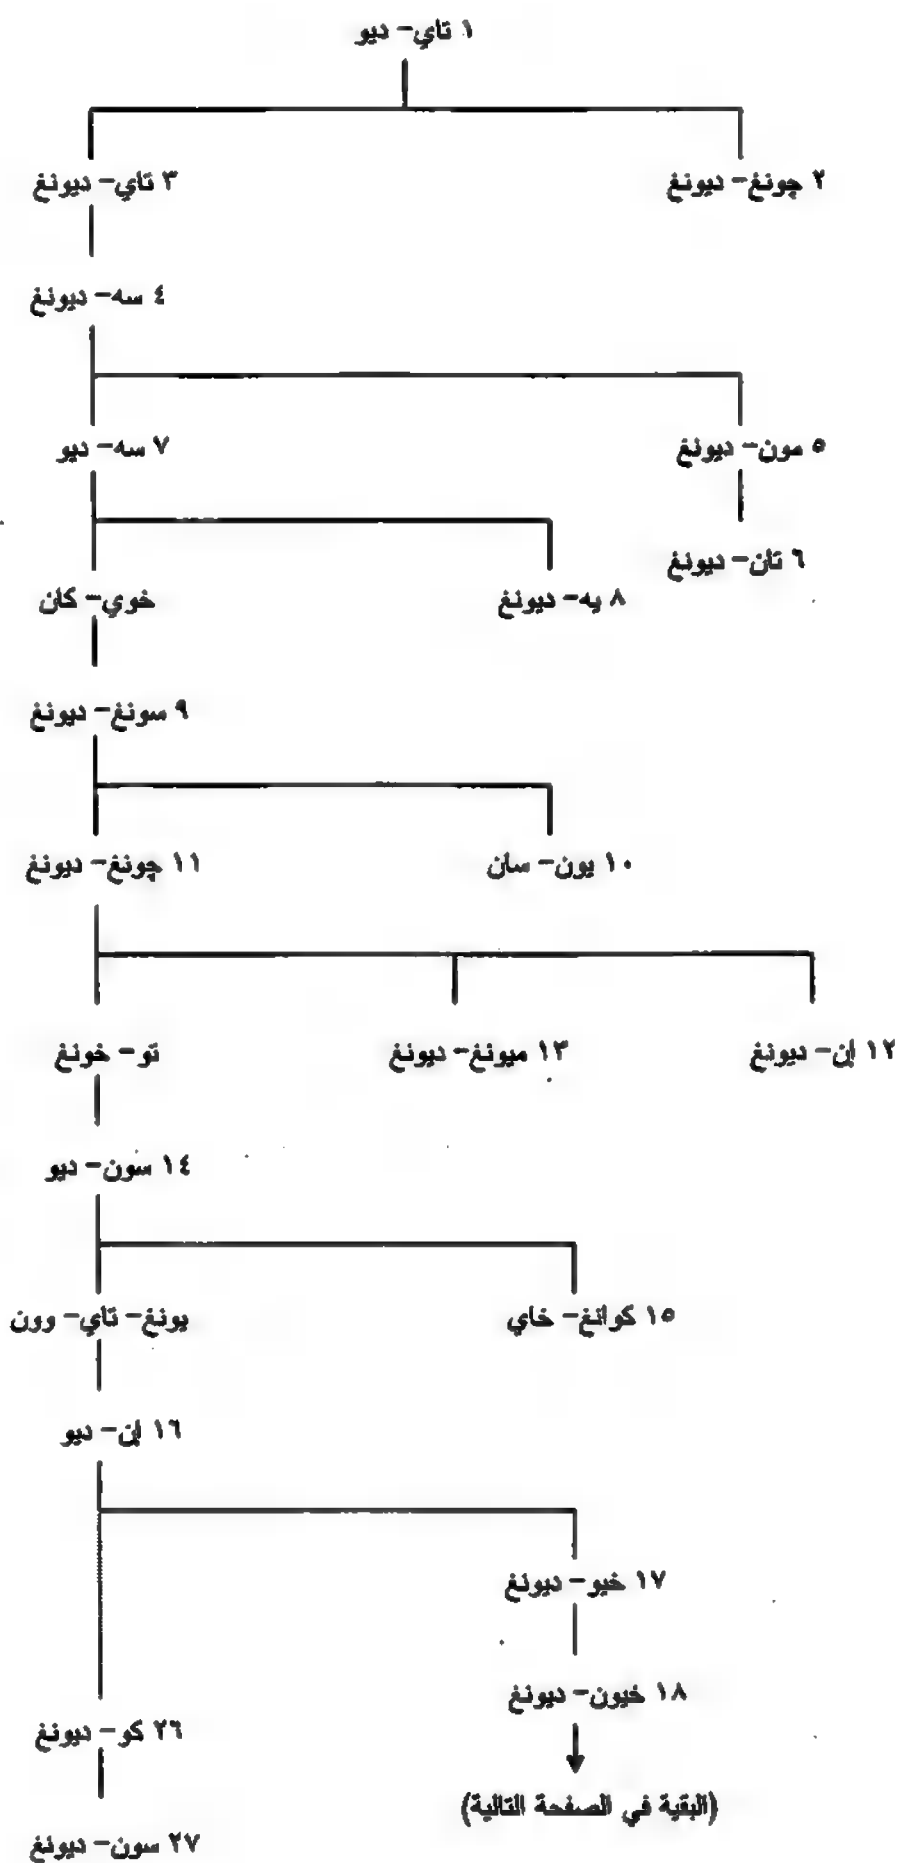 ١ تاي- ديو
٢ چونغ- ديونغ
٣ تاي- ديونغ
٤ سه- ديونغ
٥ مون- ديونغ
٧ سه- ديو
٦ تان- ديونغ
٨ يه- ديونغ
خوي- كان
٩ سونغ- ديونغ
١٠ يون- سان
١١ چونغ- ديونغ
١٢ إن- ديونغ
١٣ ميونغ- ديونغ
تو- خونغ
١٤ سون- ديو
١٥ كوانغ- خاي
يونغ- تاي- وون
١٦ إن- ديو
١٧ خيو- ديونغ
١٨ خيون- ديونغ
٢٦ كو- ديونغ
(البقية في الصفحة التالية)
٢٧ سون- ديونغ